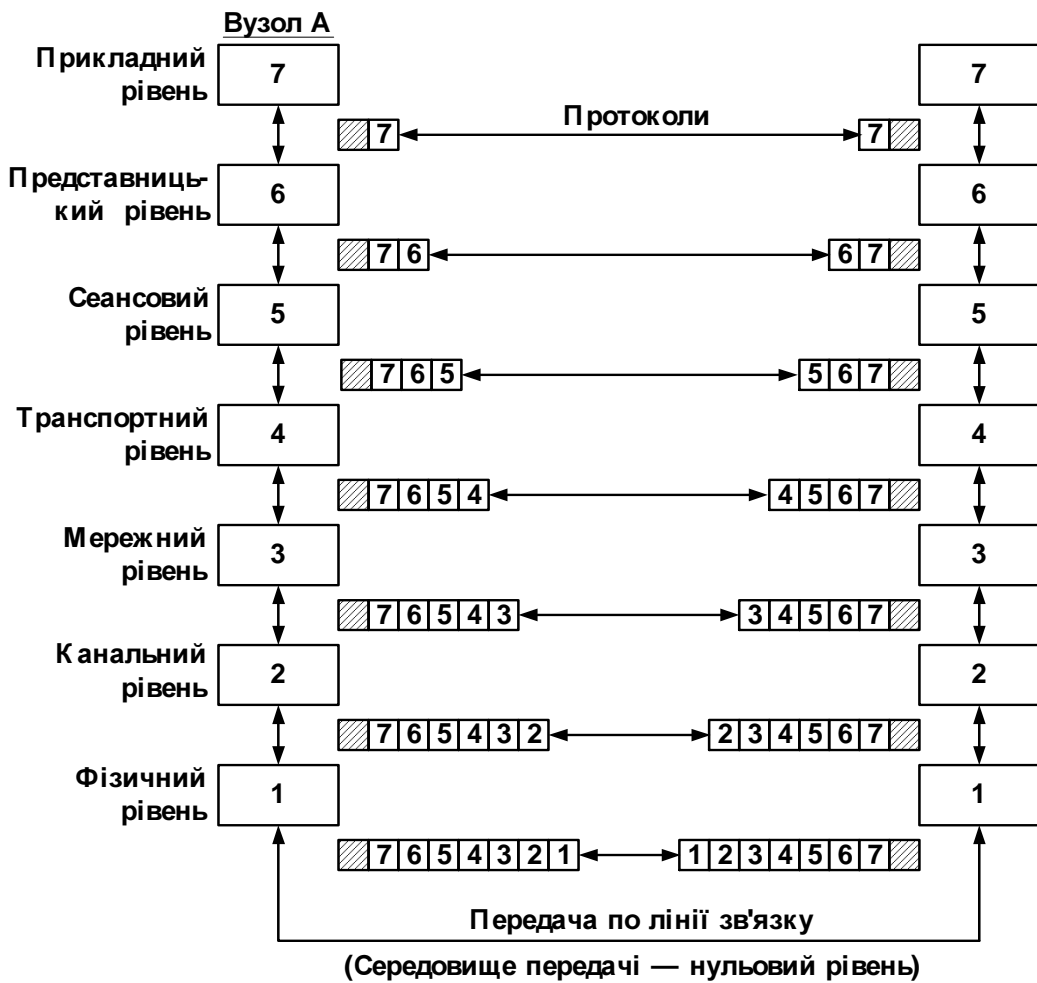 Вузол А
Прикладний
рівень
7
7
7
Протоколи
7
Представниць-
кий рівень
6
6
7 6
6 7
Сеансовий
рівень
5
5
7 6 5
5 6 7
Транспортний
рівень
4
4
7 6 5 4
4 5 6 7
Мережний
рівень
3
3
7 6 5 4 3
3 4 5 6 7
Канальний
рівень
2
2
7 6 5 4 3 2
2 3 4 5 6 7
Фізичний
рівень
1
1
7 6 5 4 3 2 1
1 2 3 4 5 6 7
Передача по лінії зв'язку
(Середовище передачі — нульовий рівень)